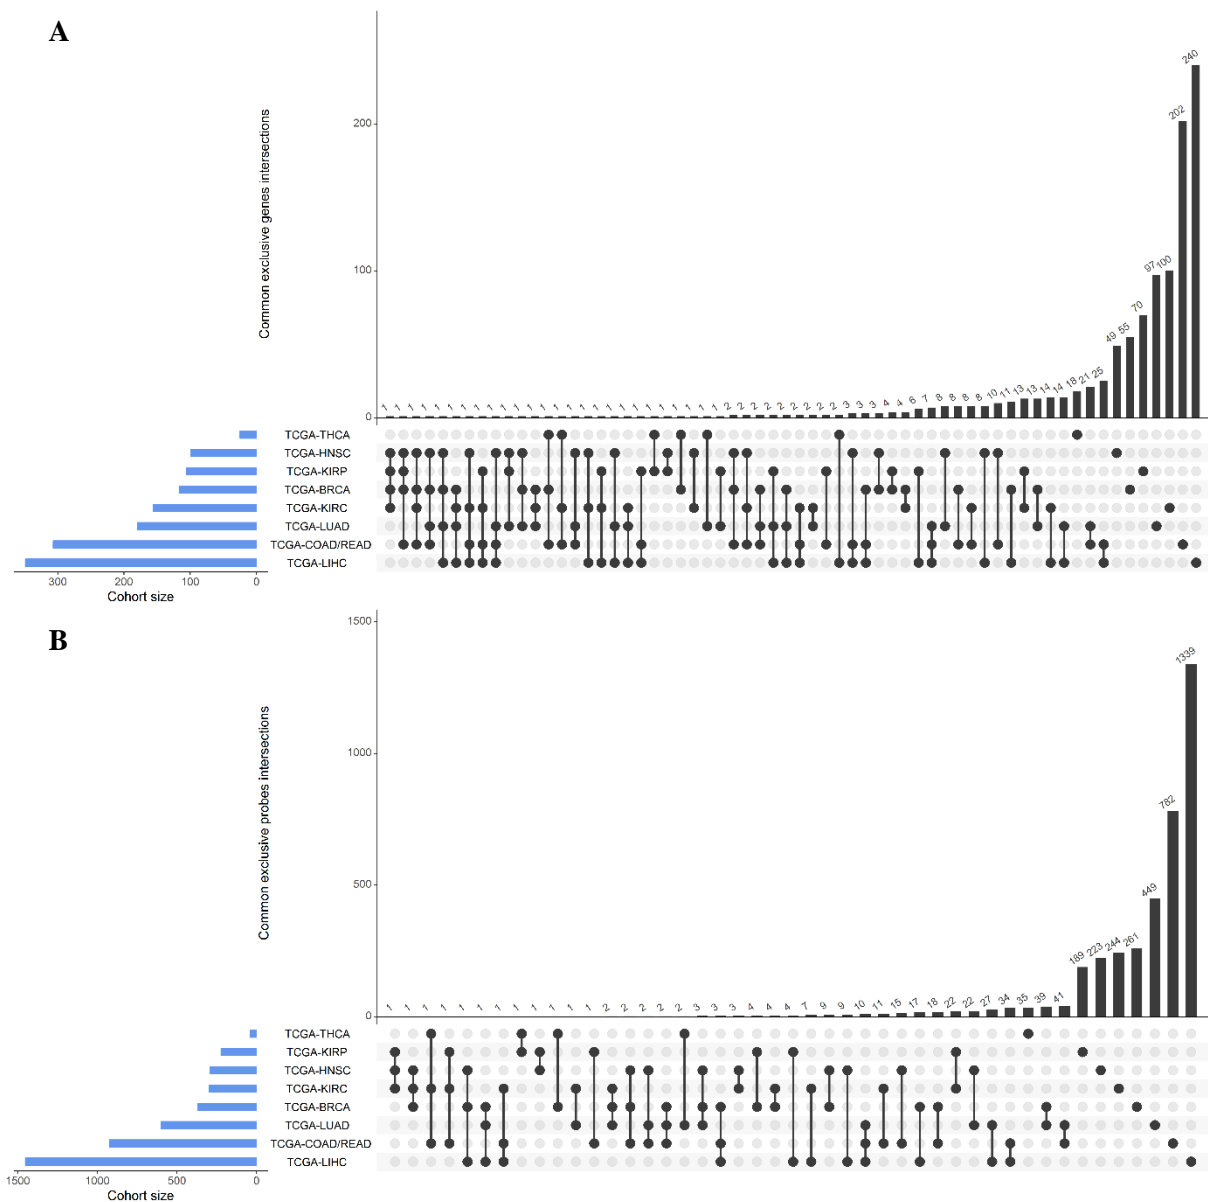 A
Common exclusive genes intersections
240
202
200
97 100
70
49 55
100
1 1 1 1 1 1 1 1 1 1 1 1 1 1 1 1 1 1 1 1 1 1 1 1 1 1 2 2 2 2 2 2 2 2 2 3 3 3 4 4 6 7 8 8 8 8 10 11 13 13 14 14 18 21 25
0
TCGA-THCA
TCGA-HNSC
TCGA-KIRP
TCGA-BRCA
TCGA-KIRC
TCGA-LUAD
TCGA-COAD/READ
TCGA-LIHC
300 200 100 0
Cohort size
B
Common exclusive probes intersections
1500
1339
1000
782
500
449
189 223 244 261
1 1 1 1 1 1 1 1 1 1 1 1 2 2 2 2 2 3 3 3 4 4 4 7 9 9 10 11 15 17 18 22 22 27 34 35 39 41
0
TCGA-THCA
TCGA-KIRP
TCGA-HNSC
TCGA-KIRC
TCGA-BRCA
TCGA-LUAD
TCGA-COAD/READ
TCGA-LIHC
1500 1000 500 0
Cohort size